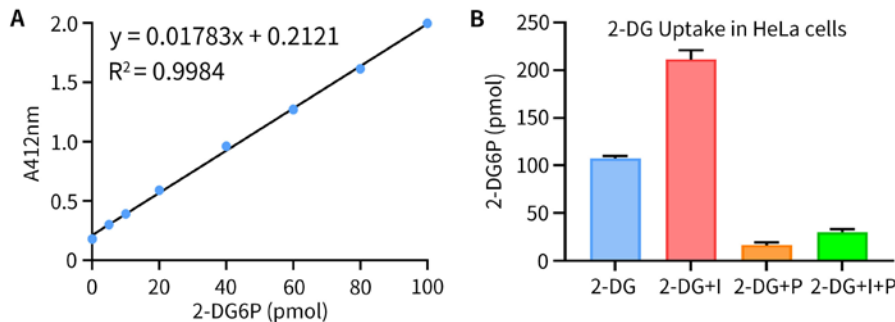 A
y = 0.01783x + 0.2121
R² = 0.9984
2.0
1.5
1.0
0.5
0
A412nm
0 20 40 60 80 100
2-DG6P (pmol)
B
2-DG Uptake in HeLa cells
250
200
150
100
50
0
2-DG6P (pmol)
2-DG 2-DG+I 2-DG+P 2-DG+I+P